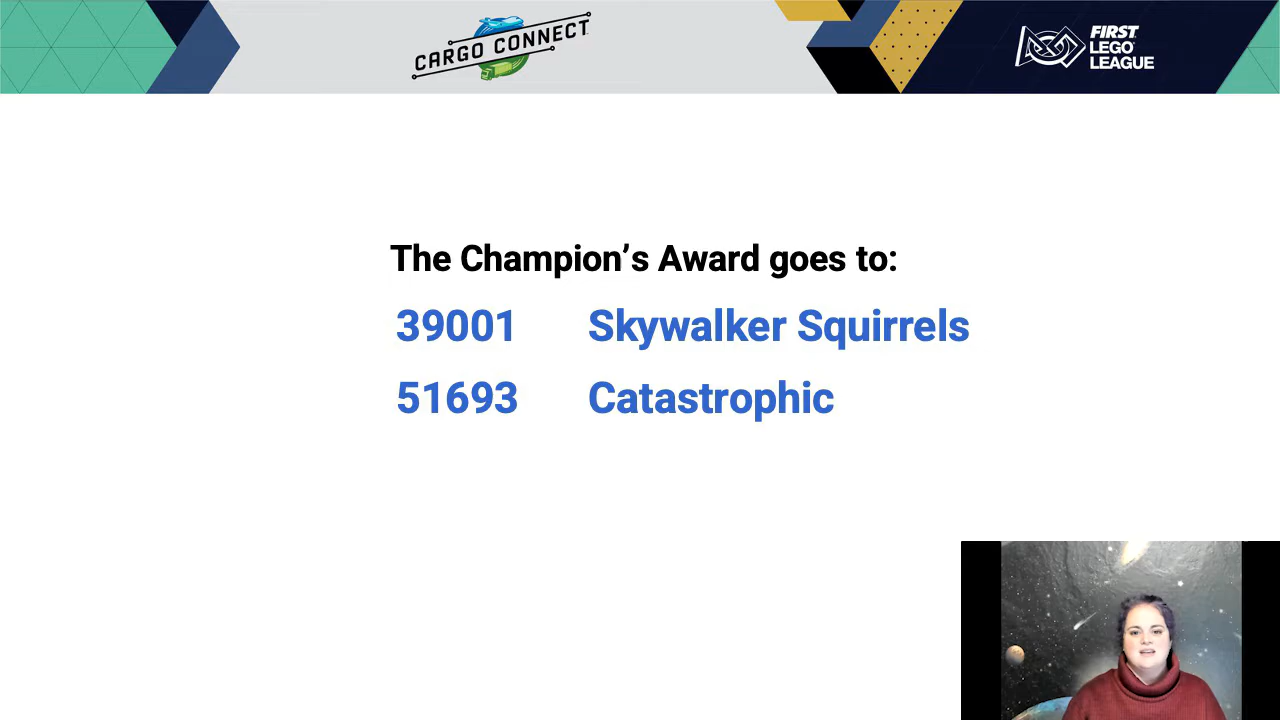 CARGO CONNECT
FIRST
LEGO
LEAGUE
The Champion’s Award goes to:
39001 Skywalker Squirrels
51693 Catastrophic